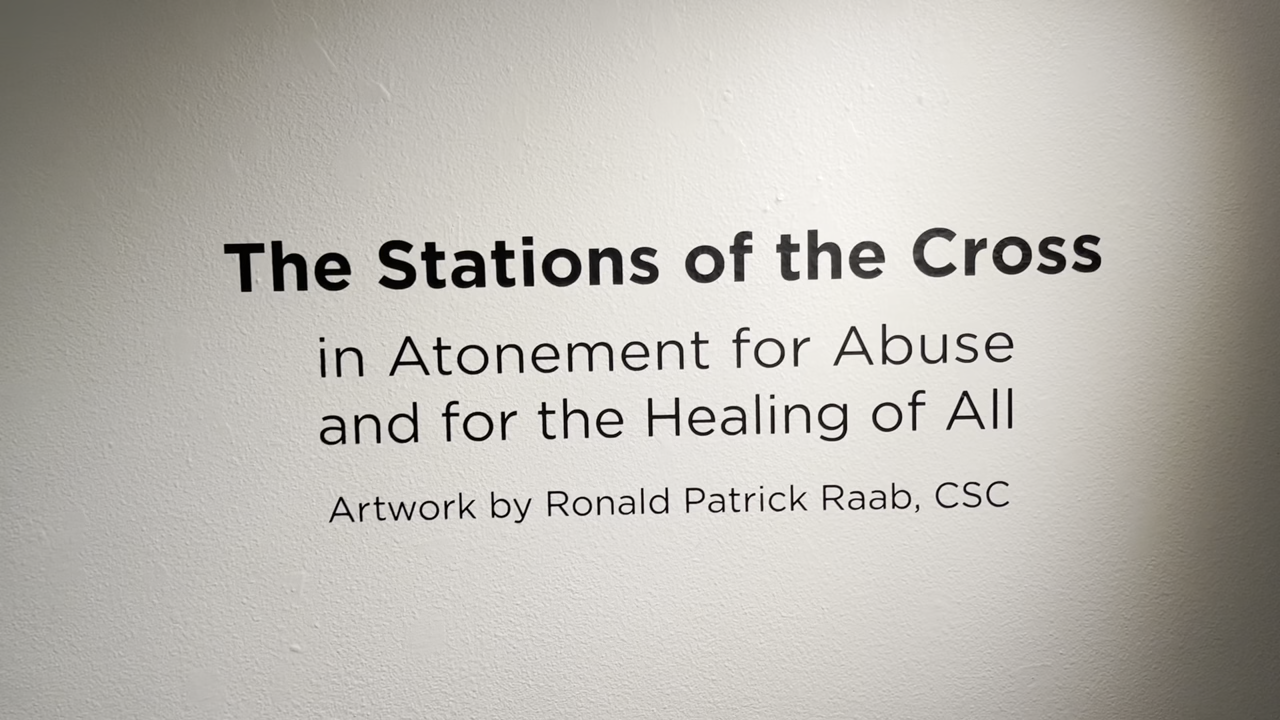 The Stations of the Cross
in Atonement for Abuse
and for the Healing of All
Artwork by Ronald Patrick Raab, CSC